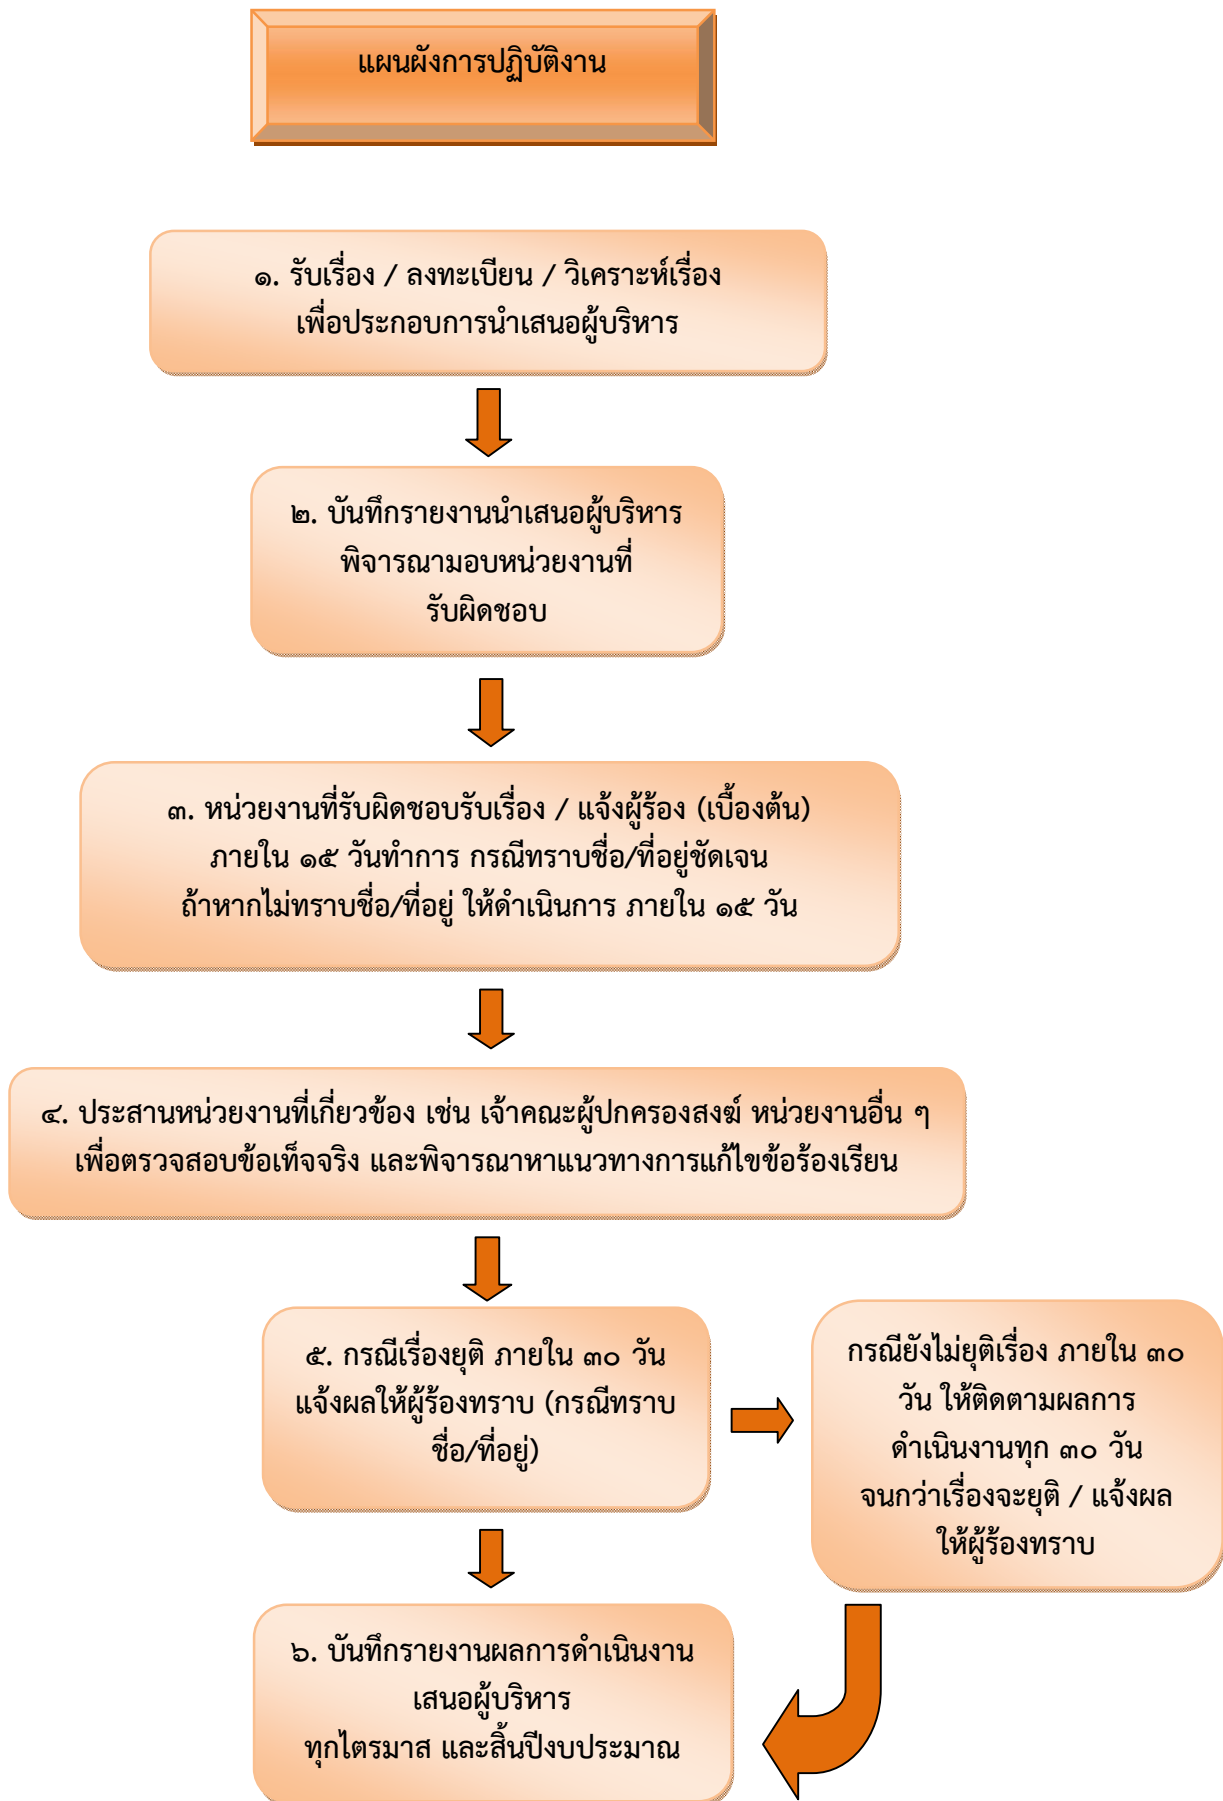 แผนผังการปฏิบัติงาน
๑. รับเรื่อง / ลงทะเบียน / วิเคราะห์เรื่อง
เพื่อประกอบการนำเสนอผู้บริหาร
๒. บันทึกรายงานนำเสนอผู้บริหาร
พิจารณามอบหน่วยงานที่
รับผิดชอบ
๓. หน่วยงานที่รับผิดชอบรับเรื่อง / แจ้งผู้ร้อง (เบื้องต้น)
ภายใน ๑๕ วันทำการ กรณีทราบชื่อ/ที่อยู่ชัดเจน
ถ้าหากไม่ทราบชื่อ/ที่อยู่ ให้ดำเนินการ ภายใน ๑๕ วัน
๔. ประสานหน่วยงานที่เกี่ยวข้อง เช่น เจ้าคณะผู้ปกครองสงฆ์ หน่วยงานอื่น ๆ
เพื่อตรวจสอบข้อเท็จจริง และพิจารณาหาแนวทางการแก้ไขข้อร้องเรียน
๕. กรณีเรื่องยุติ ภายใน ๓๐ วัน
แจ้งผลให้ผู้ร้องทราบ (กรณีทราบ
ชื่อ/ที่อยู่)
กรณียังไม่ยุติเรื่อง ภายใน ๓๐
วัน ให้ติดตามผลการ
ดำเนินงานทุก ๓๐ วัน
จนกว่าเรื่องจะยุติ / แจ้งผล
ให้ผู้ร้องทราบ
๖. บันทึกรายงานผลการดำเนินงาน
เสนอผู้บริหาร
ทุกไตรมาส และสิ้นปีงบประมาณ